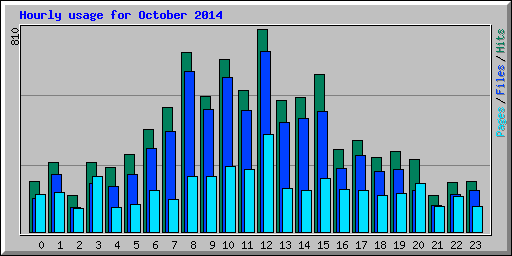 Hourly usage for October 2014
810
Pages/Files/Hits
0 1 2 3 4 5 6 7 8 9 10 11 12 13 14 15 16 17 18 19 20 21 22 23